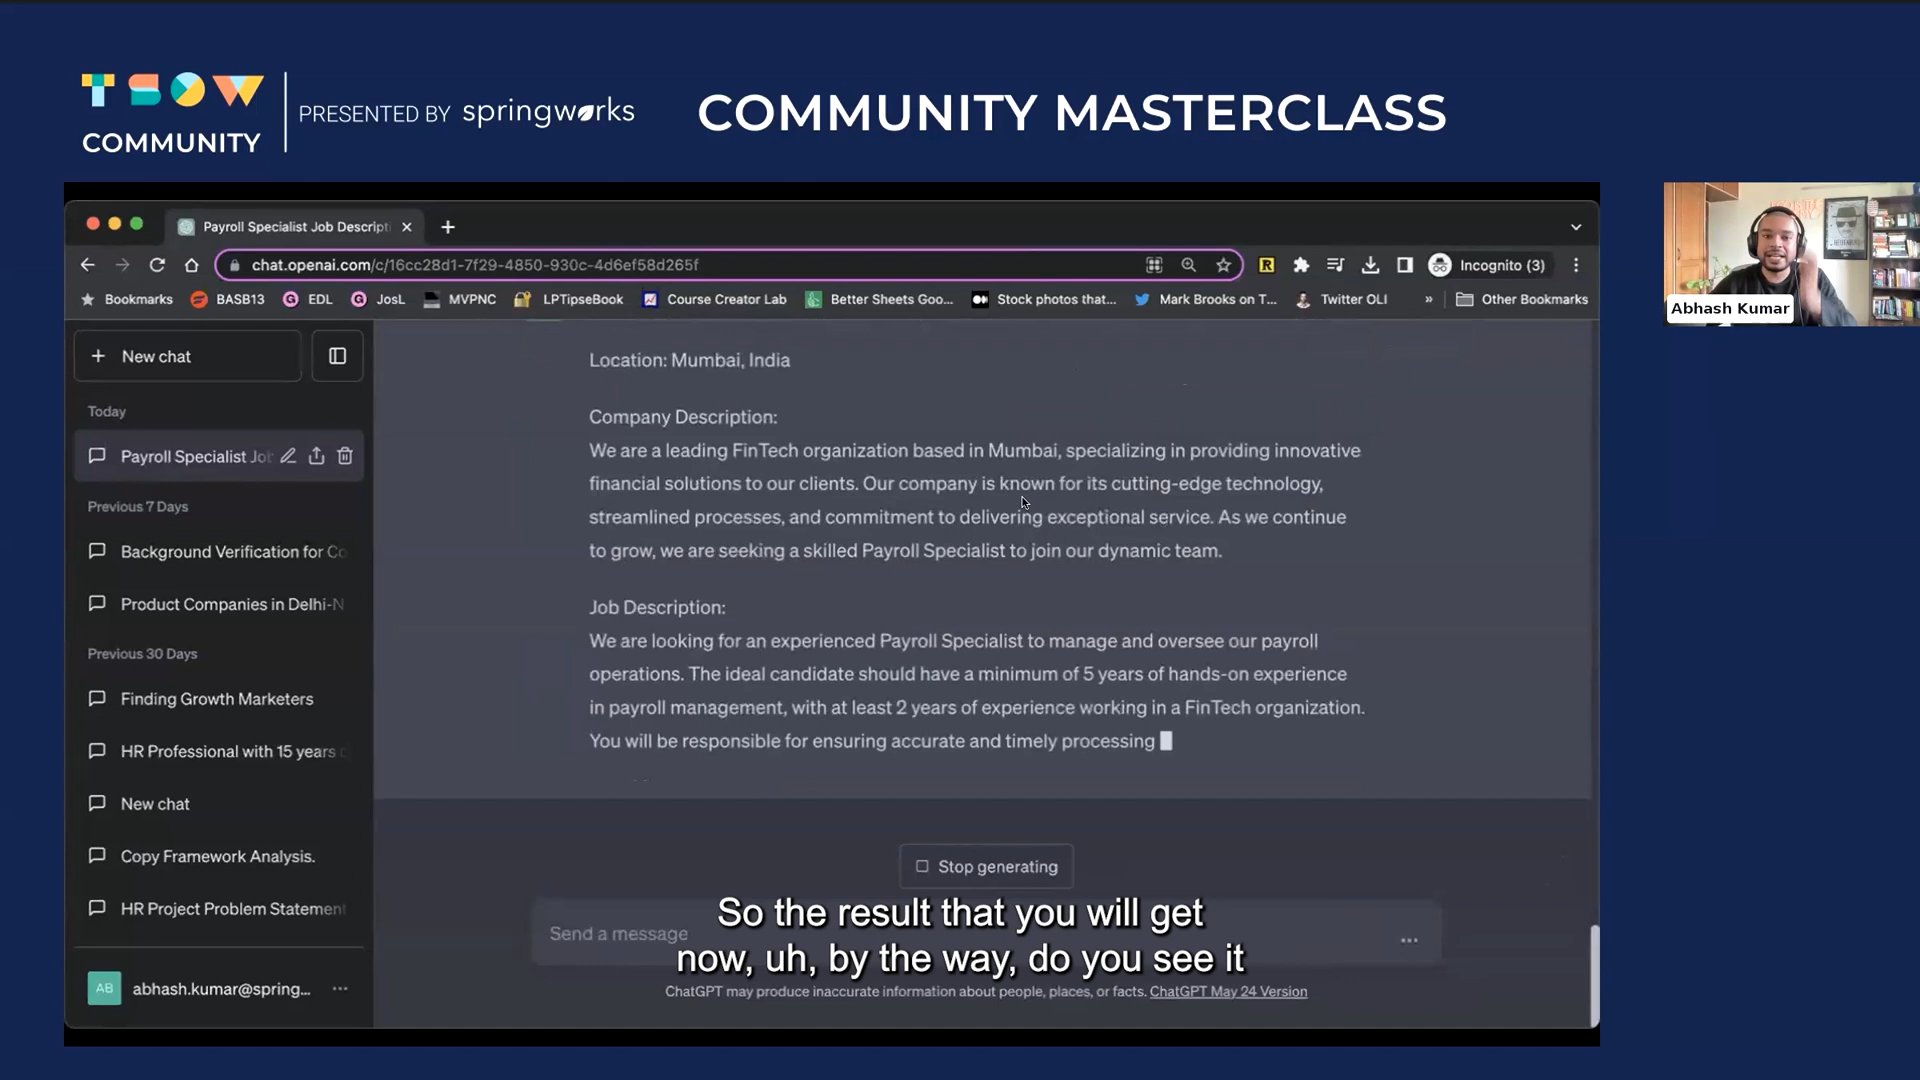 TSOW
COMMUNITY
PRESENTED BY springworks
COMMUNITY MASTERCLASS
Payroll Specialist Job Descript
chat.openai.com/c/16cc28d1-7f29-4850-930c-4d6ef58d265f
Incognito (3)
Bookmarks
BASB13
EDL
JosL
MVPNC
LPTipseBook
Course Creator Lab
Better Sheets Goo...
Stock photos that...
Mark Brooks on T...
Twitter OLI
»
Other Bookmarks
Abhash Kumar
New chat
Today
Payroll Specialist Job
Previous 7 Days
Background Verification for Co
Product Companies in Delhi-N
Previous 30 Days
Finding Growth Marketers
HR Professional with 15 years
New chat
Copy Framework Analysis.
HR Project Problem Statement
AB
abhash.kumar@spring...
Location: Mumbai, India
Company Description:
We are a leading FinTech organization based in Mumbai, specializing in providing innovative
financial solutions to our clients. Our company is known for its cutting-edge technology,
streamlined processes, and commitment to delivering exceptional service. As we continue
to grow, we are seeking a skilled Payroll Specialist to join our dynamic team.
Job Description:
We are looking for an experienced Payroll Specialist to manage and oversee our payroll
operations. The ideal candidate should have a minimum of 5 years of hands-on experience
in payroll management, with at least 2 years of experience working in a FinTech organization.
You will be responsible for ensuring accurate and timely processing
Stop generating
Send a message
So the result that you will get
now, uh, by the way, do you see it
ChatGPT may produce inaccurate information about people, places, or facts. ChatGPT May 24 Version